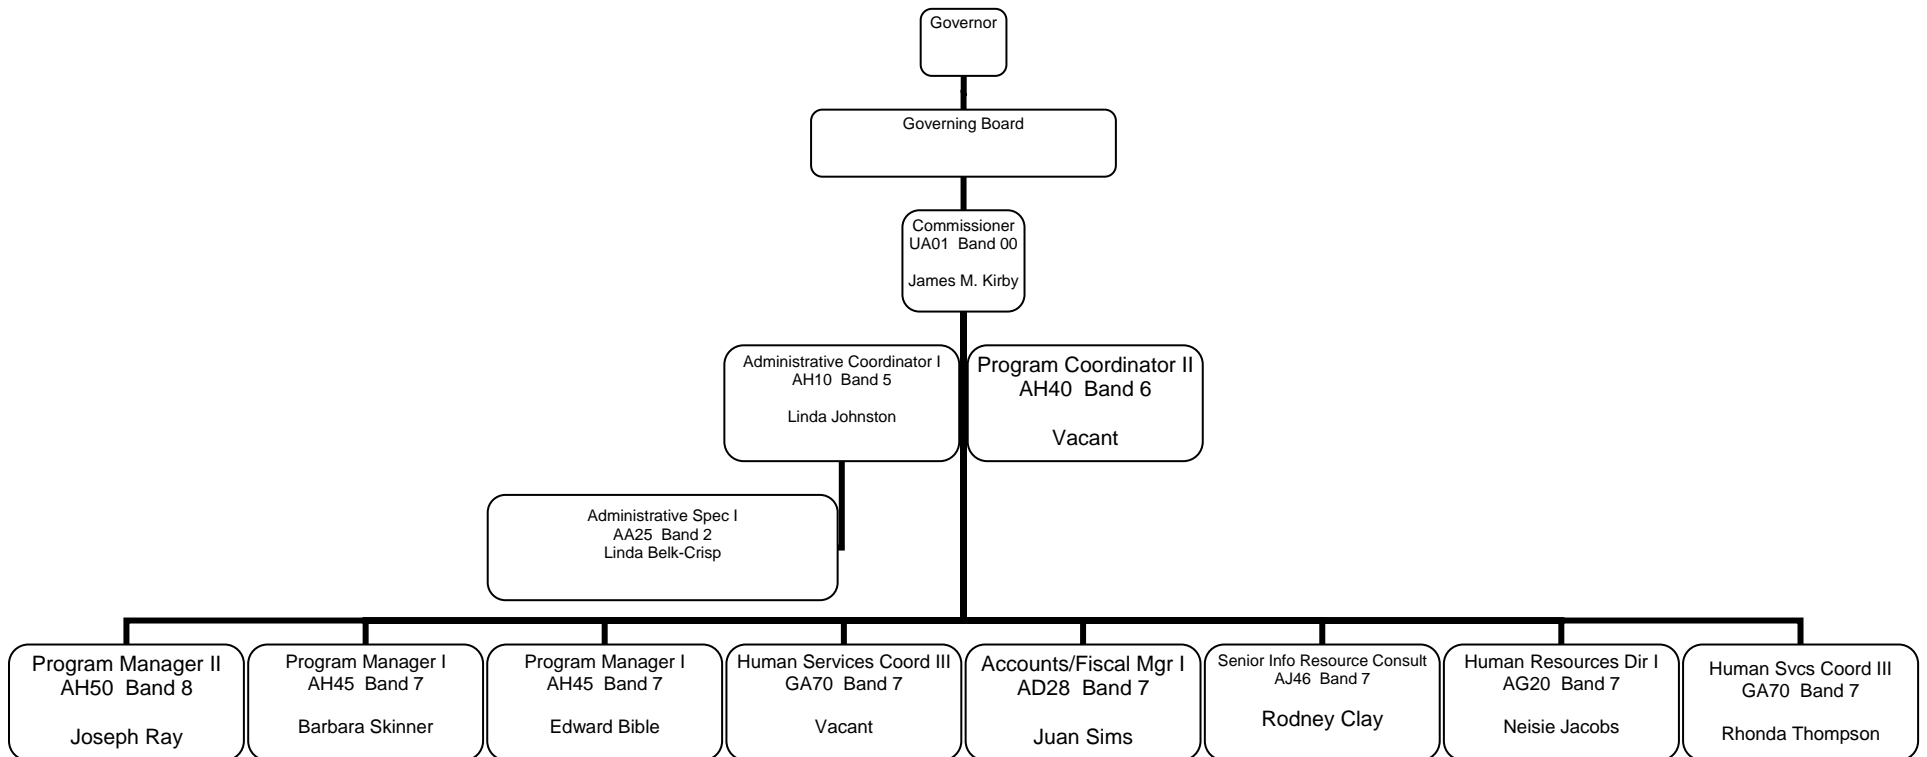 Governor
Governing Board
Commissioner
UA01 Band 00
James M. Kirby
Administrative Coordinator I
AH10 Band 5
Linda Johnston
Program Coordinator II
AH40 Band 6
Vacant
Administrative Spec I
AA25 Band 2
Linda Belk-Crisp
Program Manager II
AH50 Band 8
Joseph Ray
Program Manager I
AH45 Band 7
Barbara Skinner
Program Manager I
AH45 Band 7
Edward Bible
Human Services Coord III
GA70 Band 7
Vacant
Accounts/Fiscal Mgr I
AD28 Band 7
Juan Sims
Senior Info Resource Consult
AJ46 Band 7
Rodney Clay
Human Resources Dir I
AG20 Band 7
Neisie Jacobs
Human Svcs Coord III
GA70 Band 7
Rhonda Thompson